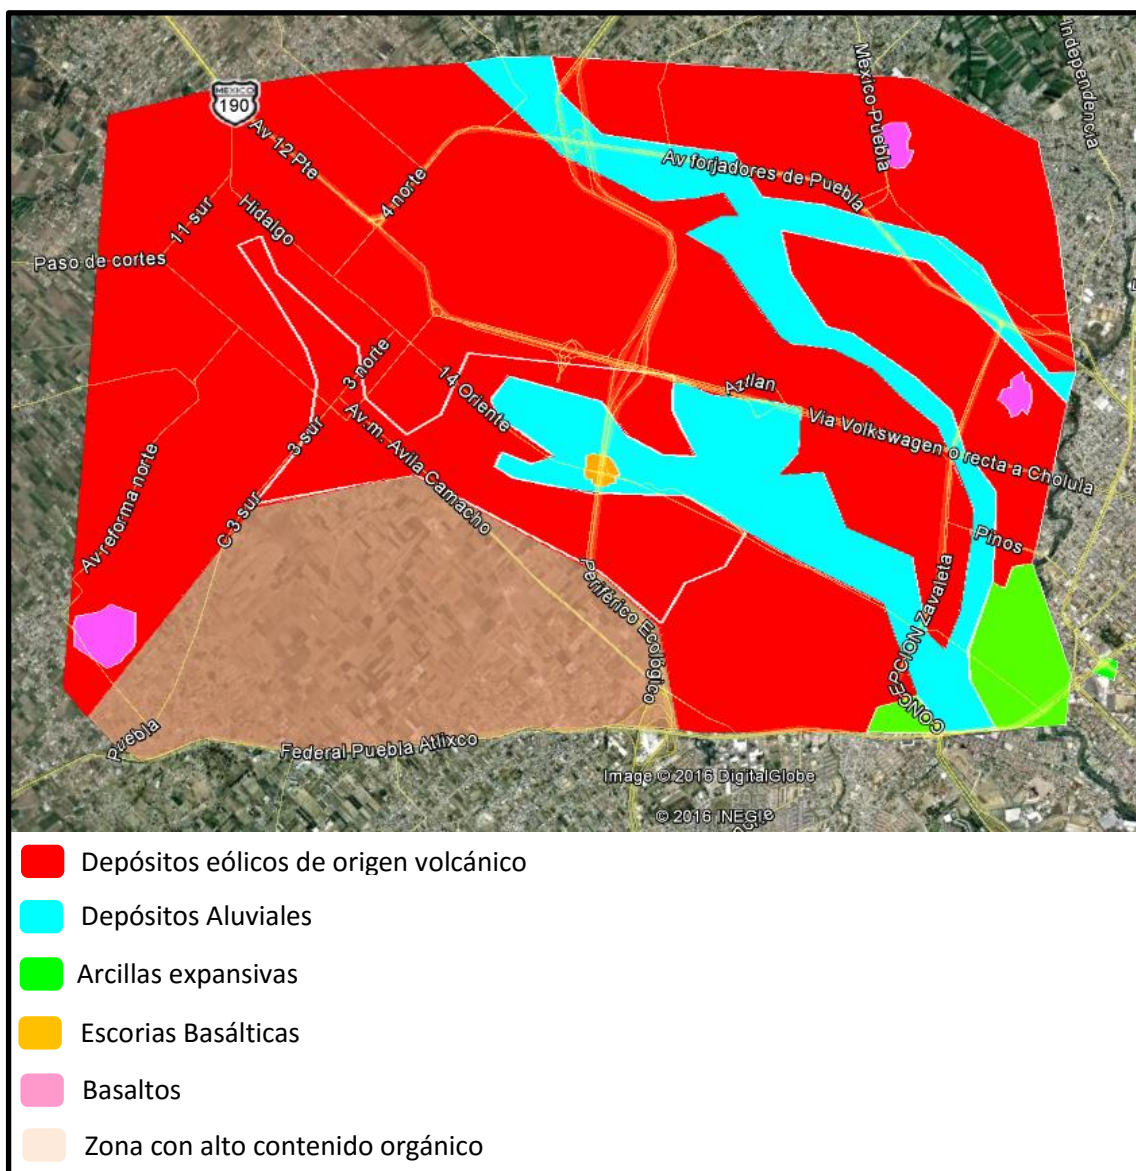 Independencia
Mexico Puebla
MEXICO
190
Av 12 Pte
Av forjadores de Puebla
4 norte
11 sur
Hidalgo
Paso de cortes
3 norte
14 Oriente
Aztlan
Via Volkswagen o recta a Cholula
3 sur
Av.m. Avila Camacho
Av reforma norte
C 3 sur
Pinos
Periférico Ecológico
CONCEPCION Zavaleta
Puebla
Federal Puebla Atlixco
Image © 2016 DigitalGlobe
© 2016 INEGI
Depósitos eólicos de origen volcánico
Depósitos Aluviales
Arcillas expansivas
Escorias Basálticas
Basaltos
Zona con alto contenido orgánico